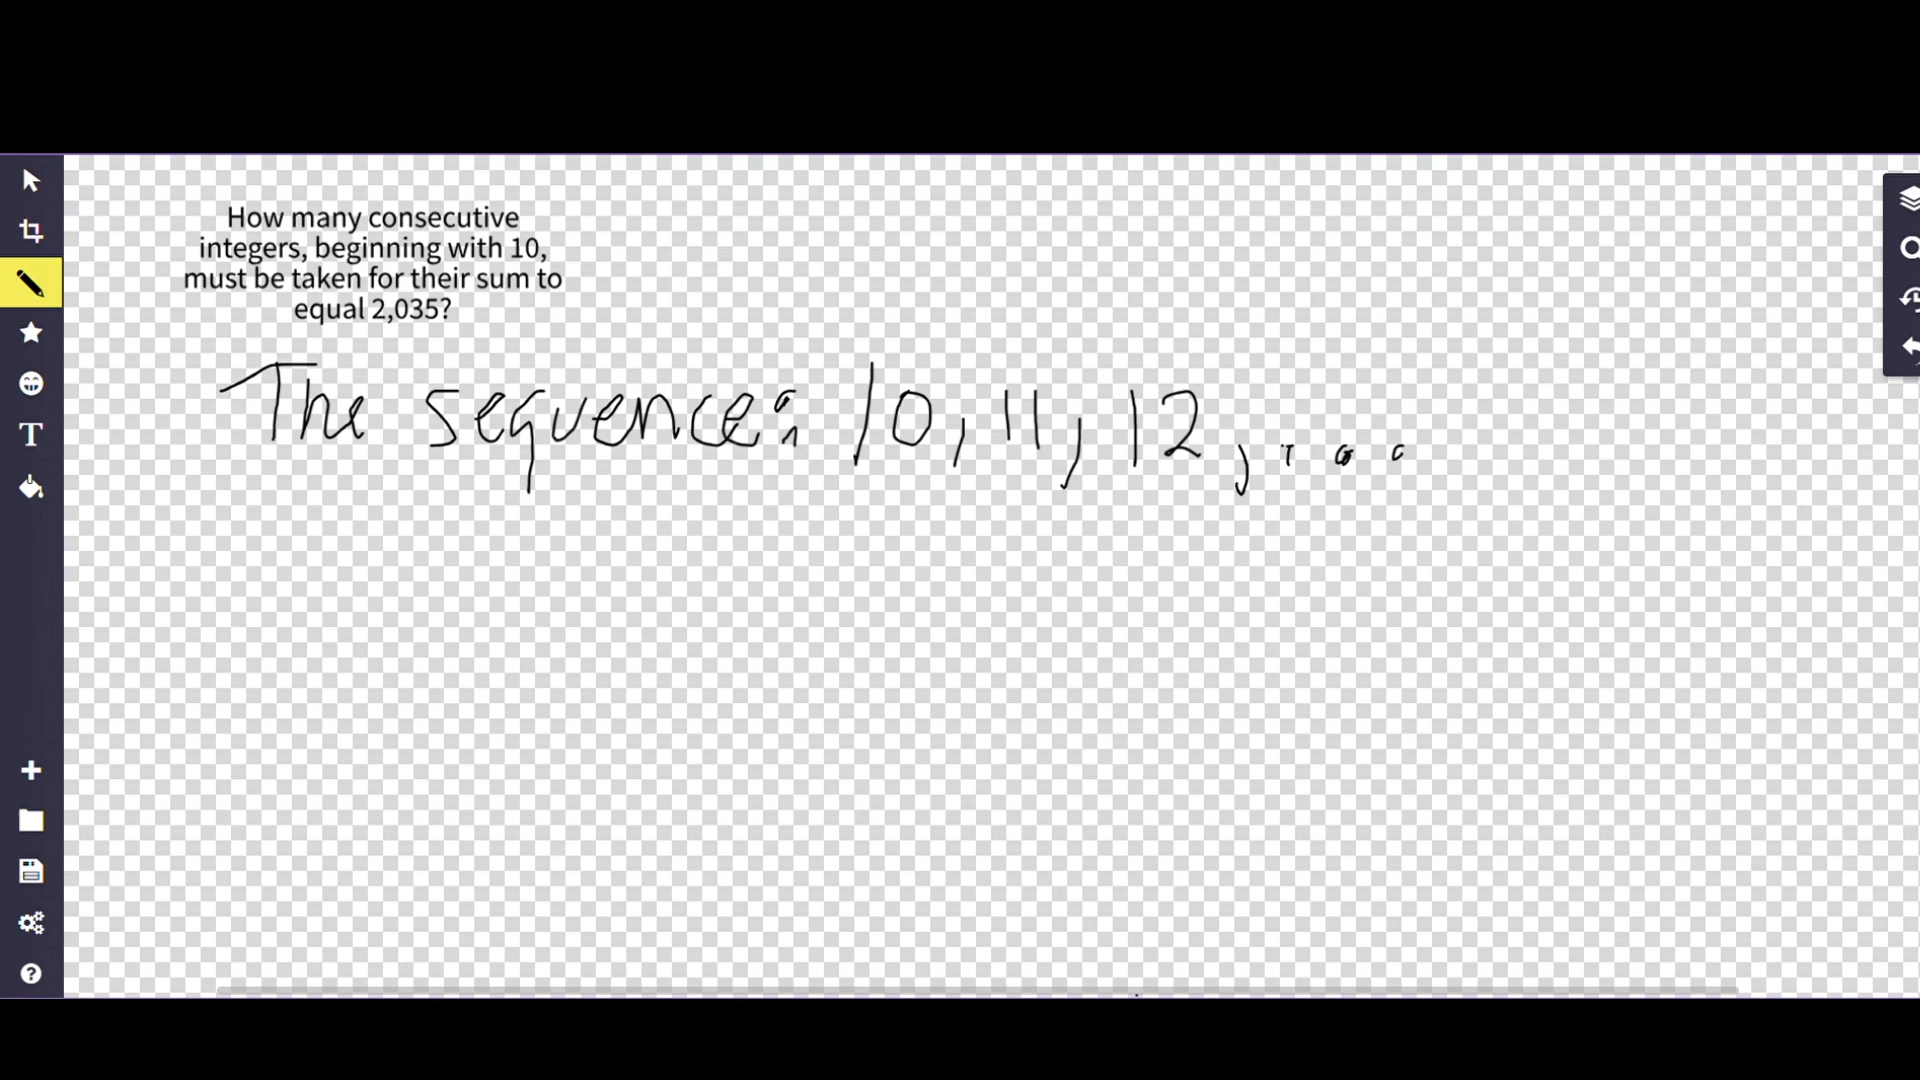 How many consecutive
integers, beginning with 10,
must be taken for their sum to
equal 2,035?
The sequence: 10, 11, 12, ...